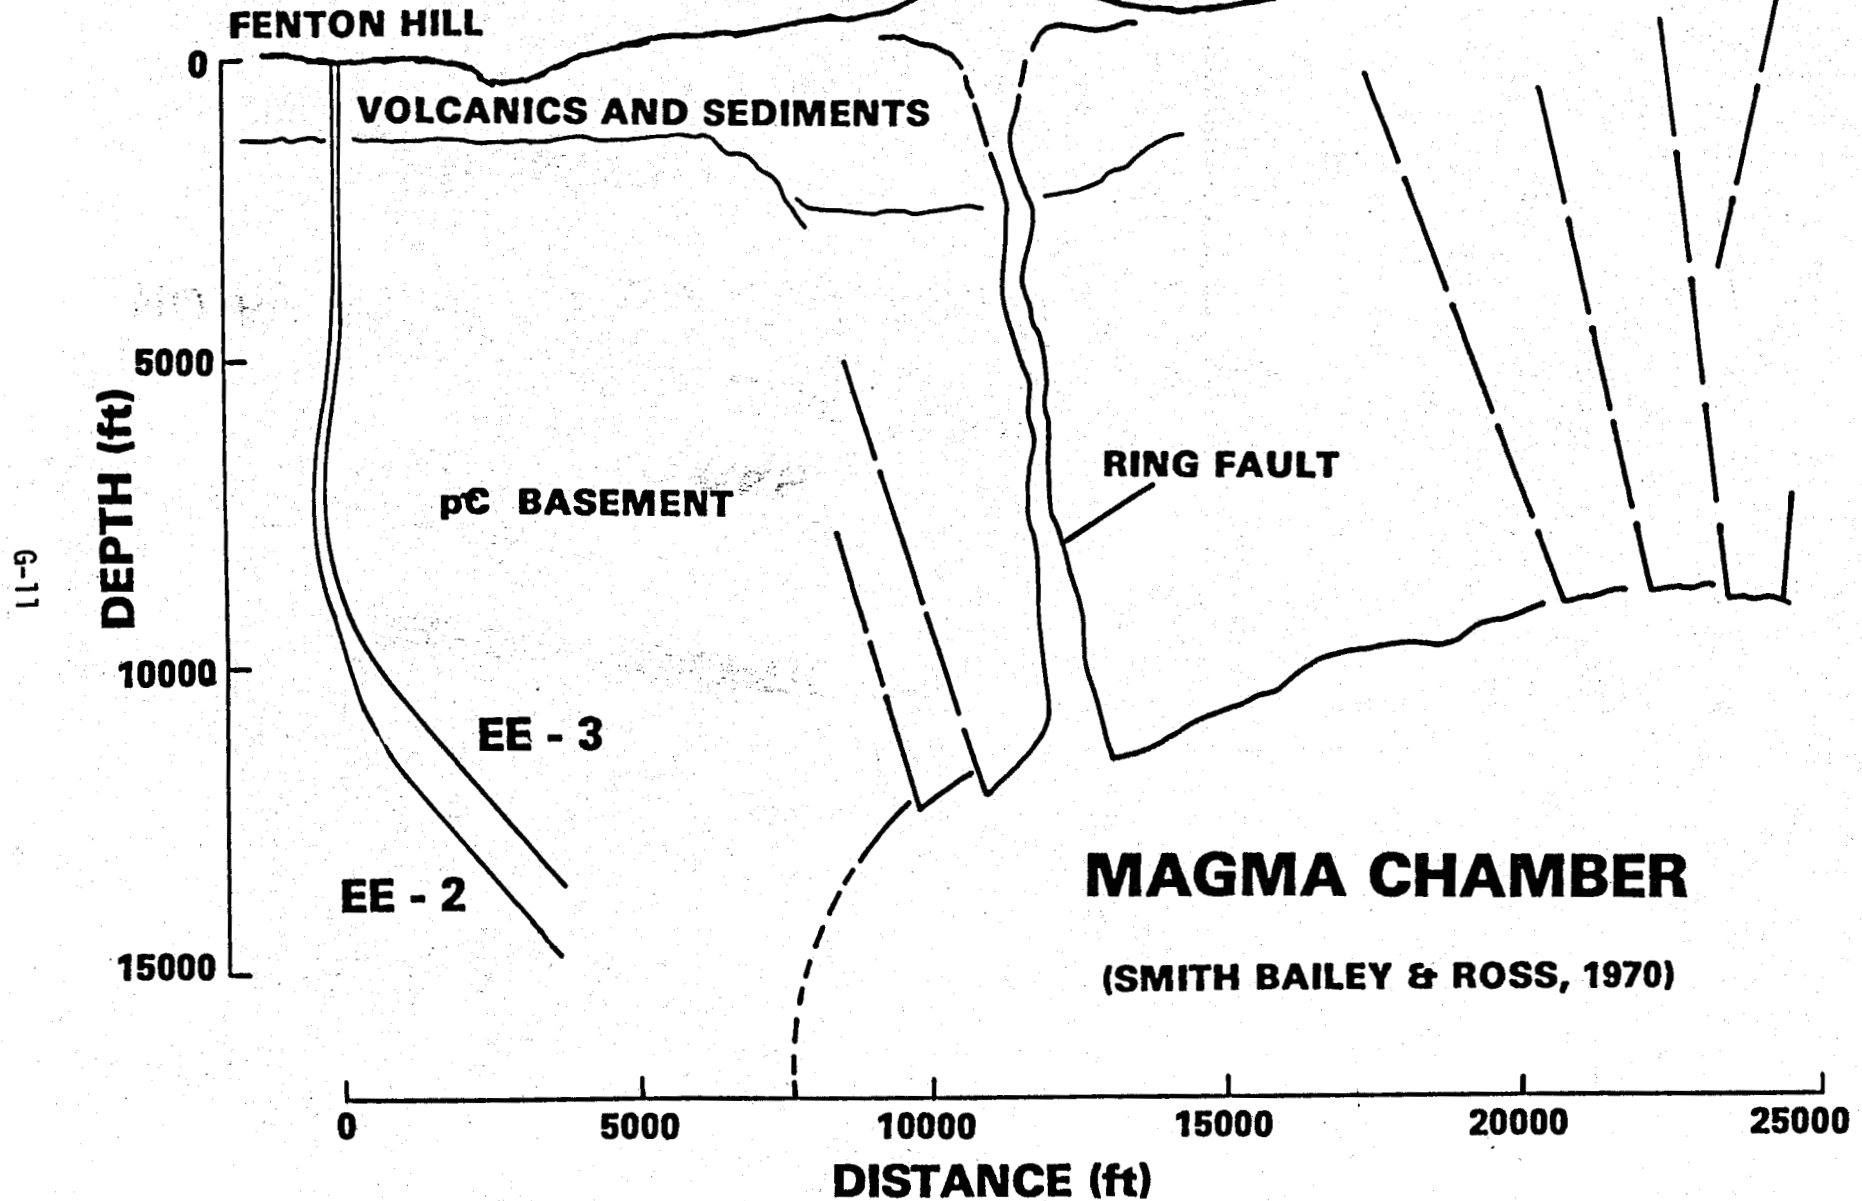 FENTON HILL
0
VOLCANICS AND SEDIMENTS
5000
DEPTH (ft)
RING FAULT
p€ BASEMENT
G-11
10000
EE - 3
EE - 2
MAGMA CHAMBER
15000
(SMITH BAILEY & ROSS, 1970)
0 5000 10000 15000 20000 25000
DISTANCE (ft)